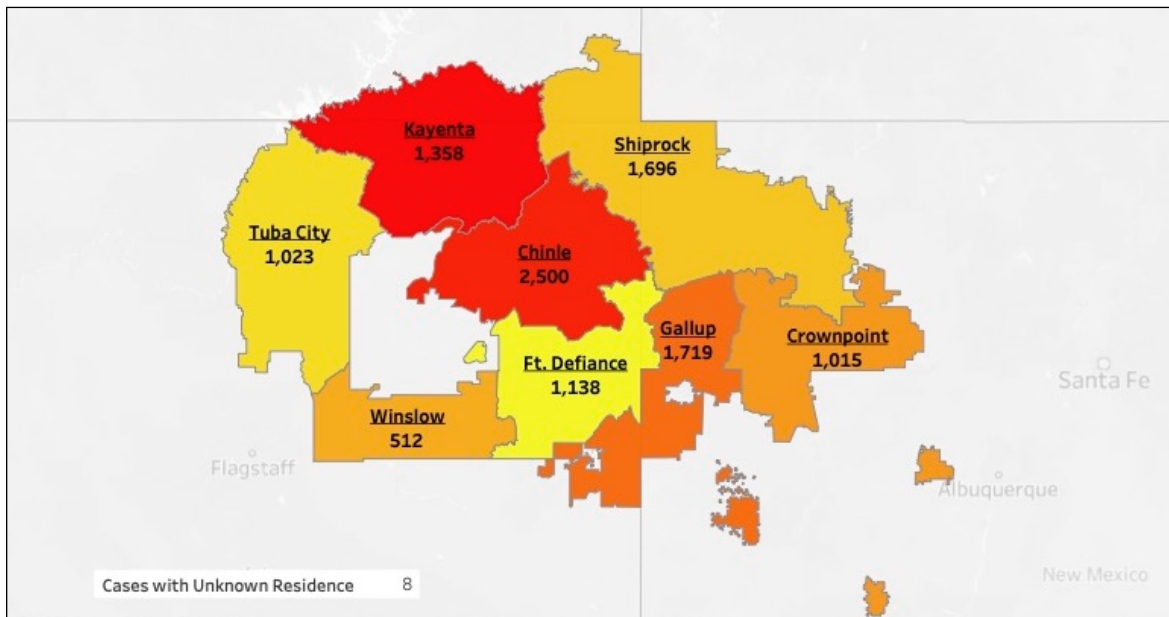 Kayenta
1,358
Shiprock
1,696
Tuba City
1,023
Chinle
2,500
Gallup
1,719
Crownpoint
1,015
Ft. Defiance
1,138
Santa Fe
Winslow
512
Flagstaff
Albuquerque
Cases with Unknown Residence 8
New Mexico